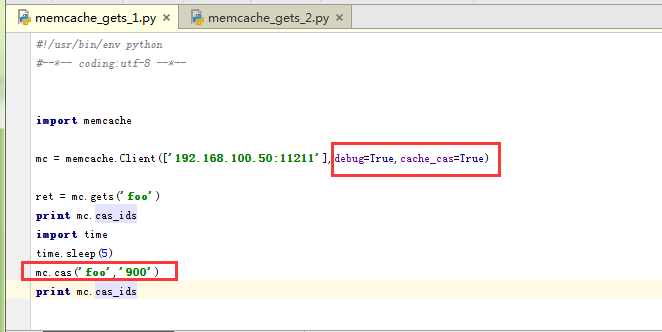 memcache_gets_1.py × memcache_gets_2.py ×
#!/usr/bin/env python
#--*-- coding:utf-8 --*--
import memcache
mc = memcache.Client(['192.168.100.50:11211'],debug=True,cache_cas=True)
ret = mc.gets('foo')
print mc.cas_ids
import time
time.sleep(5)
mc.cas('foo','900')
print mc.cas_ids